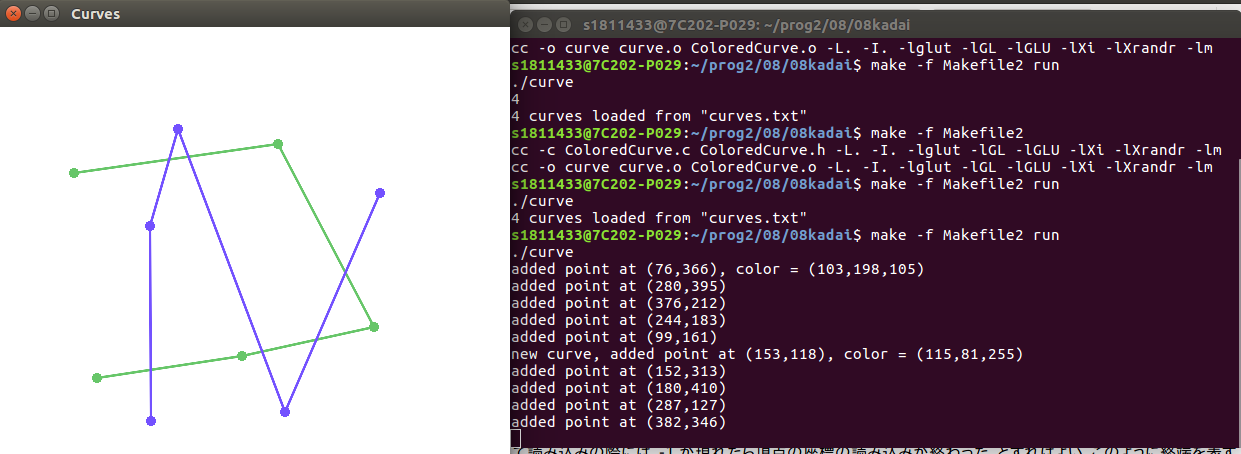 Curves
s1811433@7C202-P029: ~/prog2/08/08kadai
cc -o curve curve.o ColoredCurve.o -L. -I. -lglut -lGL -lGLU -lXi -lXrandr -lm
s1811433@7C202-P029:~/prog2/08/08kadai$ make -f Makefile2 run
./curve
4
4 curves loaded from "curves.txt"
s1811433@7C202-P029:~/prog2/08/08kadai$ make -f Makefile2
cc -c ColoredCurve.c ColoredCurve.h -L. -I. -lglut -lGL -lGLU -lXi -lXrandr -lm
cc -o curve curve.o ColoredCurve.o -L. -I. -lglut -lGL -lGLU -lXi -lXrandr -lm
s1811433@7C202-P029:~/prog2/08/08kadai$ make -f Makefile2 run
./curve
4 curves loaded from "curves.txt"
s1811433@7C202-P029:~/prog2/08/08kadai$ make -f Makefile2 run
./curve
added point at (76,366), color = (103,198,105)
added point at (280,395)
added point at (376,212)
added point at (244,183)
added point at (99,161)
new curve, added point at (153,118), color = (115,81,255)
added point at (152,313)
added point at (180,410)
added point at (287,127)
added point at (382,346)